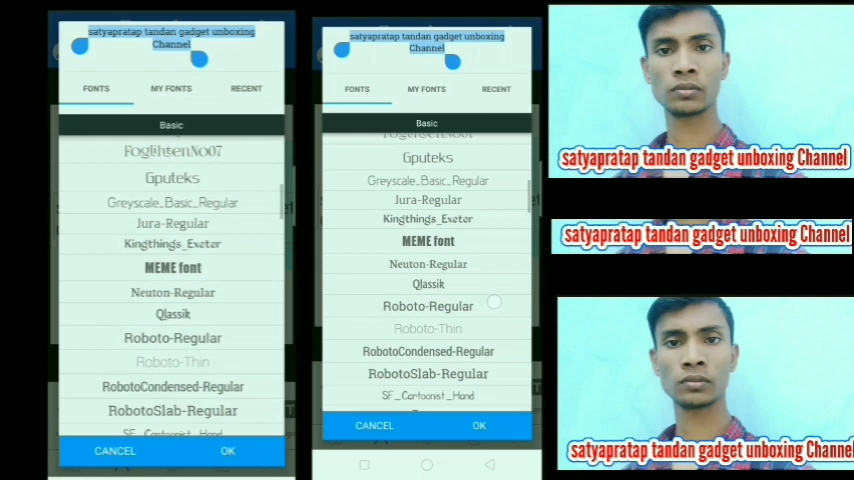 satyapratap tandan gadget unboxing
Channel
FONTS MY FONTS RECENT
Basic
FoglihtenNo07
Gputeks
Greyscale_Basic_Regular
Jura-Regular
Kingthings_Exeter
MEME font
Neuton-Regular
Qlassik
Roboto-Regular
Roboto-Thin
RobotoCondensed-Regular
RobotoSlab-Regular
SF_Cartoonist_Hand
CANCEL OK
satyapratap tandan gadget unboxing
Channel
FONTS MY FONTS RECENT
Basic
FoglihtenNo07
Gputeks
Greyscale_Basic_Regular
Jura-Regular
Kingthings_Exeter
MEME font
Neuton-Regular
Qlassik
Roboto-Regular
Roboto-Thin
RobotoCondensed-Regular
RobotoSlab-Regular
SF_Cartoonist_Hand
CANCEL OK
satyapratap tandan gadget unboxing Channel
satyapratap tandan gadget unboxing Channel
satyapratap tandan gadget unboxing Channel